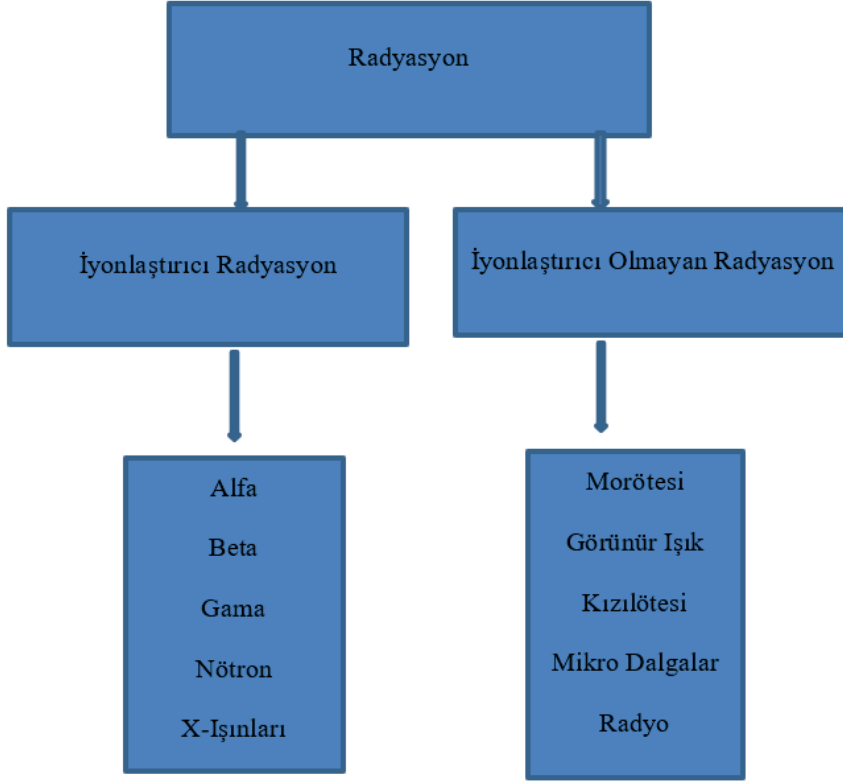 Radyasyon
İyonlaştırıcı Radyasyon
İyonlaştırıcı Olmayan Radyasyon
Alfa
Beta
Gama
Nötron
X-Işınları
Morötesi
Görünür Işık
Kızılötesi
Mikro Dalgalar
Radyo